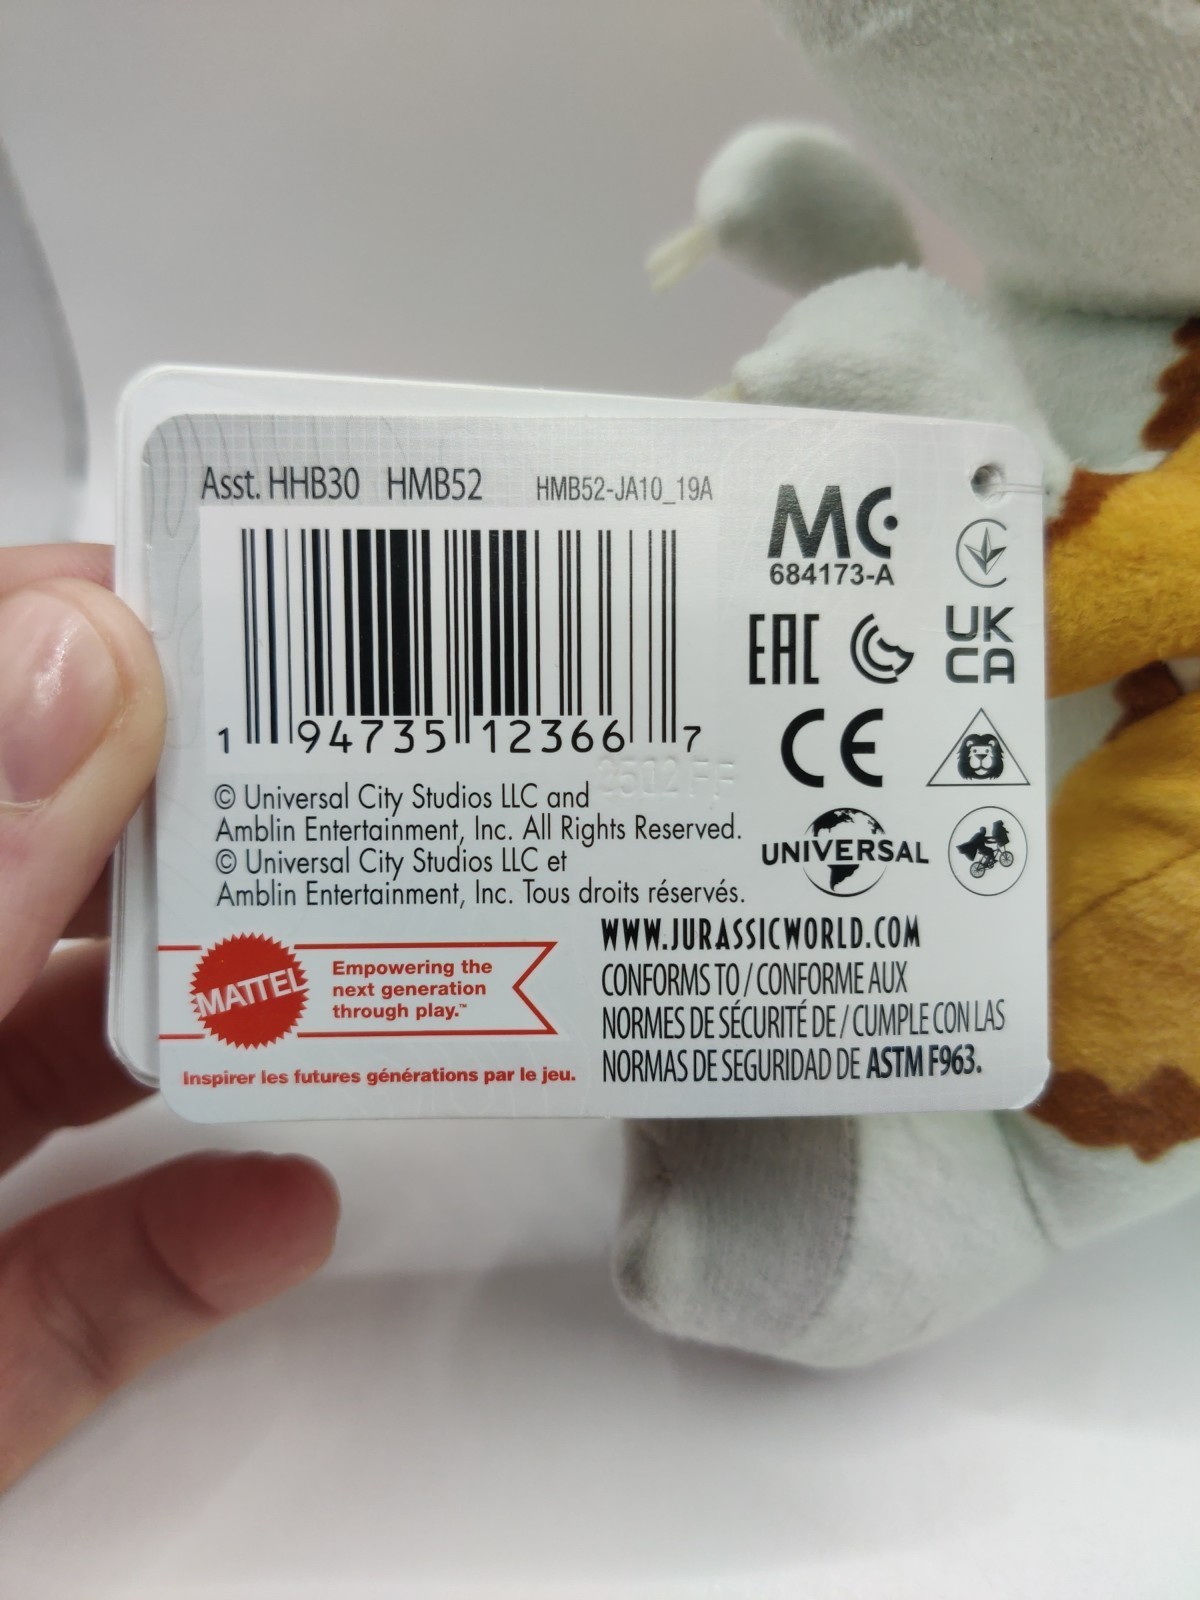 Asst. HHB30 HMB52 HMB52-JA10_19A
1 94735 12366 7
MC
684173-A
EAC
UK
CA
CE
© Universal City Studios LLC and
Amblin Entertainment, Inc. All Rights Reserved.
© Universal City Studios LLC et
Amblin Entertainment, Inc. Tous droits réservés.
UNIVERSAL
MATTEL
Empowering the
next generation
through play.™
Inspirer les futures générations par le jeu.
WWW.JURASSICWORLD.COM
CONFORMS TO / CONFORME AUX
NORMES DE SÉCURITÉ DE / CUMPLE CON LAS
NORMAS DE SEGURIDAD DE ASTM F963.